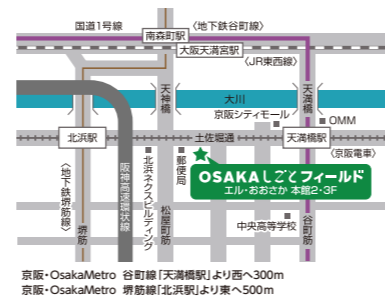 国道1号線
南森町駅
〈地下鉄谷町線〉
大阪天満宮駅
〈JR東西線〉
天神橋
大川
天満橋
京阪シティモール
OMM
北浜駅
土佐堀通
天満橋駅
〈京阪電車〉
〈地下鉄堺筋線〉
堺筋
阪神高速環状線
北浜ネクスビルディング
松屋町筋
郵便局
OSAKAしごとフィールド
エル・おおさか 本館2・3F
中央高等学校
谷町筋
京阪・OsakaMetro 谷町線「天満橋駅」より西へ300m
京阪・OsakaMetro 堺筋線「北浜駅」より東へ500m